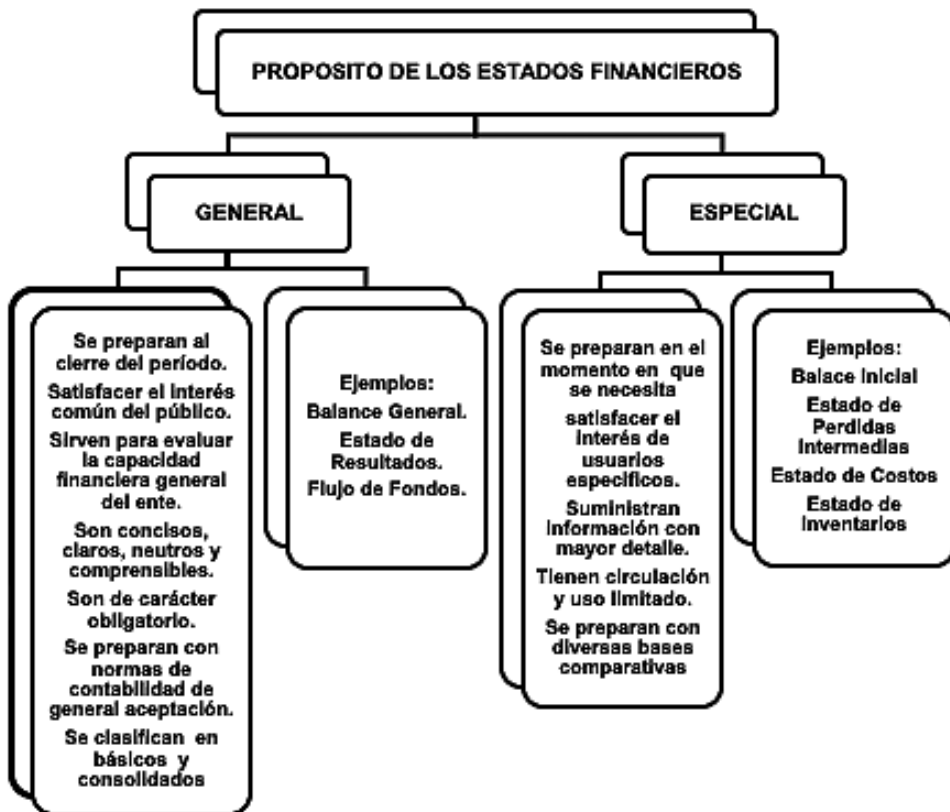 PROPOSITO DE LOS ESTADOS FINANCIEROS
GENERAL
ESPECIAL
Se preparan al
cierre del período.
Satisfacer el interés
común del público.
Sirven para evaluar
la capacidad
financiera general
del ente.
Son concisos,
claros, neutros y
comprensibles.
Son de carácter
obligatorio.
Se preparan con
normas de
contabilidad de
general aceptación.
Se clasifican en
básicos y
consolidados
Ejemplos:
Balance General.
Estado de
Resultados.
Flujo de Fondos.
Se preparan en el
momento en que
se necesita
satisfacer el
interés de
usuarios
especificos.
Suministran
información con
mayor detalle.
Tienen circulación
y uso limitado.
Se preparan con
diversas bases
comparativas
Ejemplos:
Balace Inicial
Estado de
Perdidas
Intermedias
Estado de Costos
Estado de
Inventarios